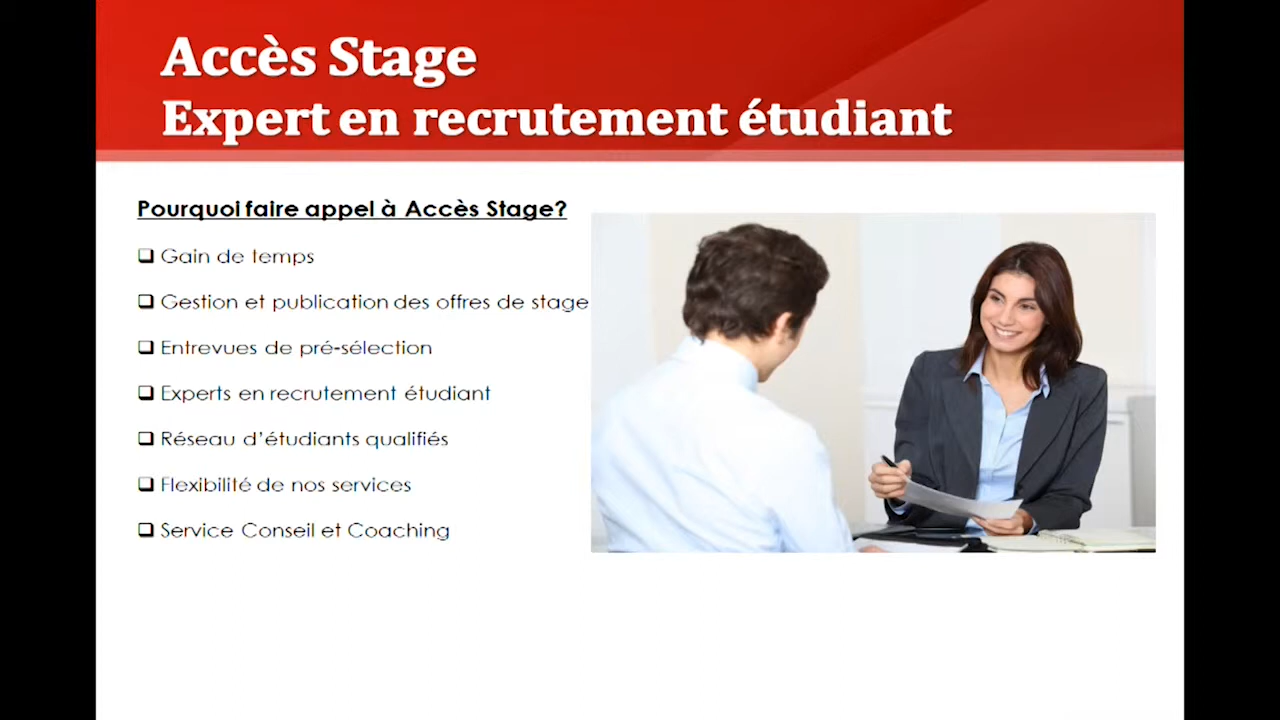 Accès Stage
Expert en recrutement étudiant
Pourquoi faire appel à Accès Stage?
❑ Gain de temps
❑ Gestion et publication des offres de stage
❑ Entrevues de pré-sélection
❑ Experts en recrutement étudiant
❑ Réseau d'étudiants qualifiés
❑ Flexibilité de nos services
❑ Service Conseil et Coaching